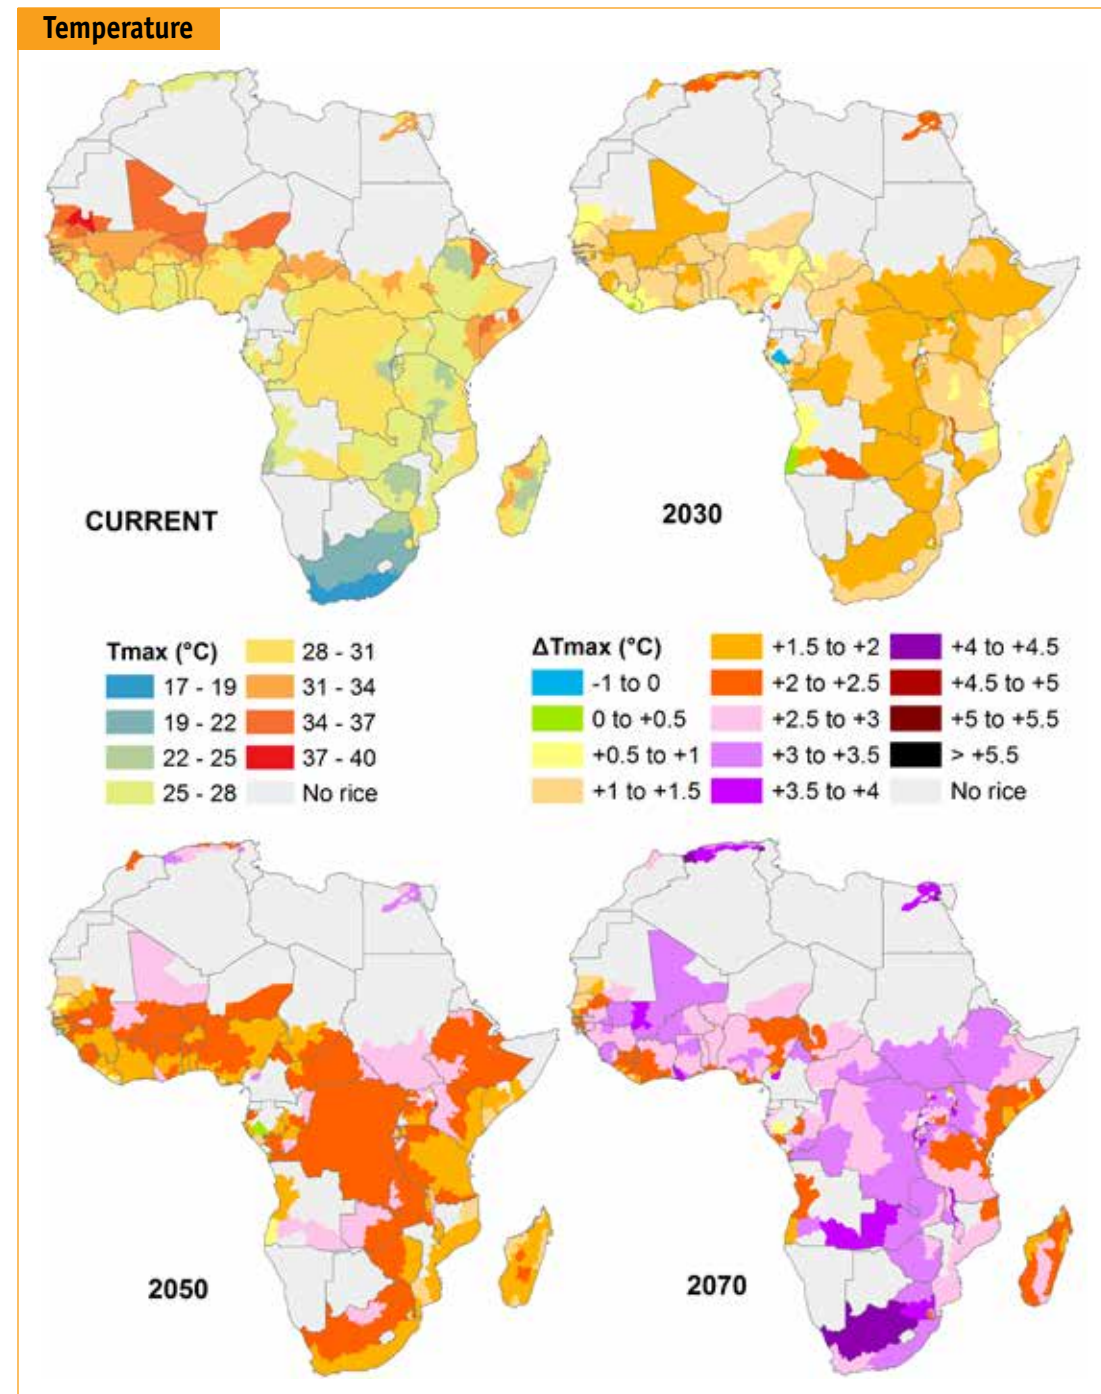 Temperature
CURRENT
2030
Tmax (°C)
17 - 19
19 - 22
22 - 25
25 - 28
28 - 31
31 - 34
34 - 37
37 - 40
No rice
ΔTmax (°C)
-1 to 0
0 to +0.5
+0.5 to +1
+1 to +1.5
+1.5 to +2
+2 to +2.5
+2.5 to +3
+3 to +3.5
+3.5 to +4
+4 to +4.5
+4.5 to +5
+5 to +5.5
> +5.5
No rice
2050
2070